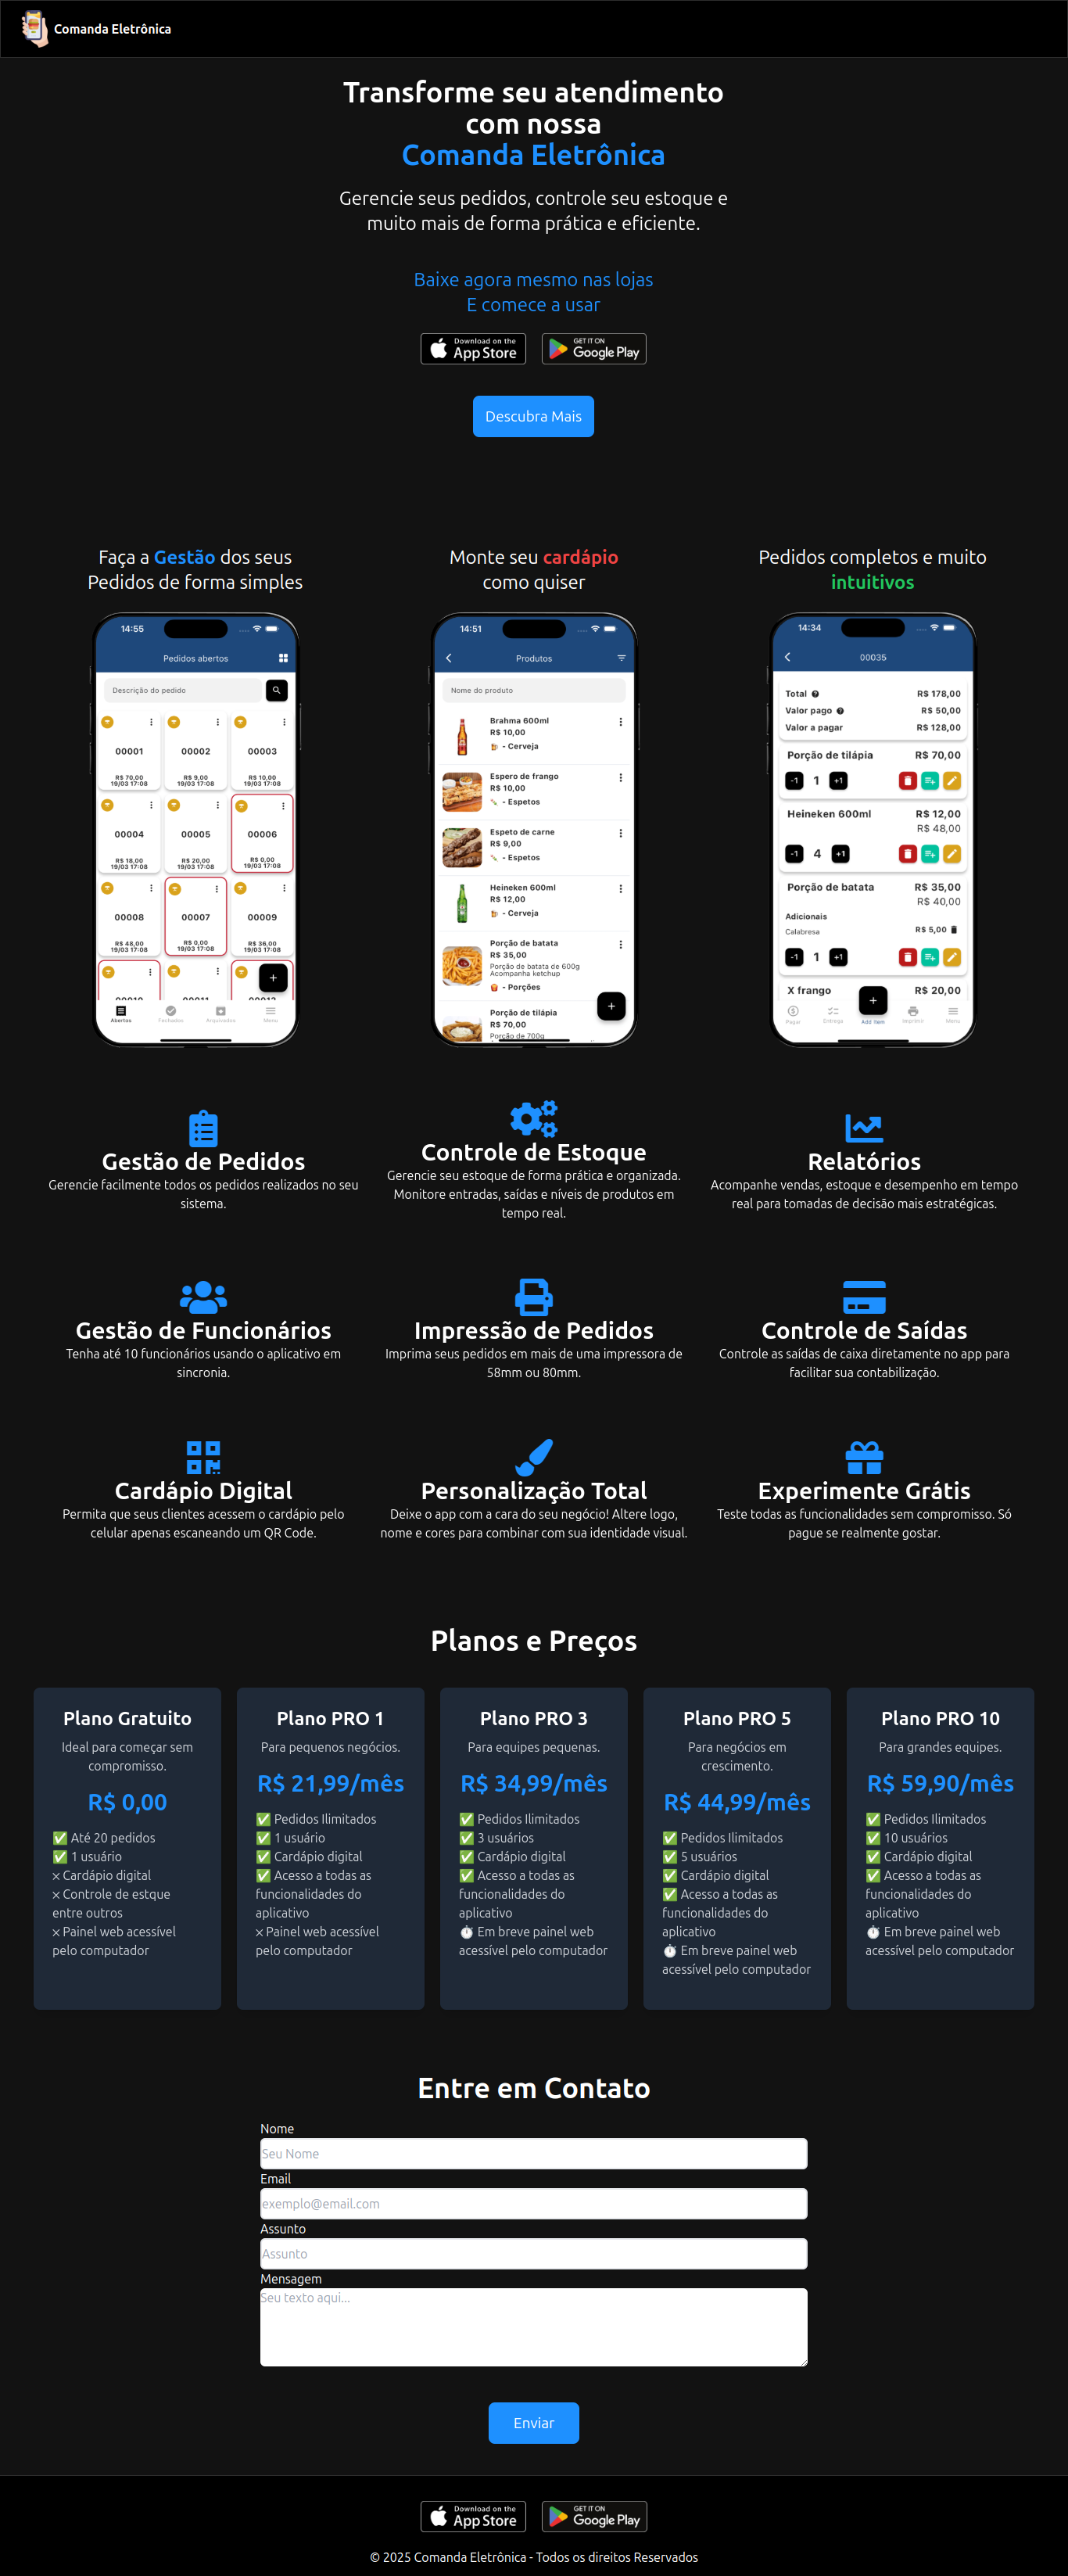 Comanda Eletrônica
Transforme seu atendimento
com nossa
Comanda Eletrônica
Gerencie seus pedidos, controle seu estoque e
muito mais de forma prática e eficiente.
Baixe agora mesmo nas lojas
E comece a usar
Download on the
App Store
GET IT ON
Google Play
Descubra Mais
Faça a Gestão dos seus
Pedidos de forma simples
14:55
Pedidos abertos
Descrição do pedido
00001
R$ 70,00
19/03 17:08
00002
R$ 9,00
19/03 17:08
00003
R$ 10,00
19/03 17:08
00004
R$ 18,00
19/03 17:08
00005
R$ 20,00
19/03 17:08
00006
R$ 0,00
19/03 17:08
00008
R$ 48,00
19/03 17:08
00007
R$ 0,00
19/03 17:08
00009
R$ 36,00
19/03 17:08
00010
00011
00012
Abertos
Fechados
Arquivados
Menu
Monte seu cardápio
como quiser
14:51
Produtos
Nome do produto
Brahma 600ml
R$ 10,00
- Cerveja
Espero de frango
R$ 10,00
- Espetos
Espeto de carne
R$ 9,00
- Espetos
Heineken 600ml
R$ 12,00
- Cerveja
Porção de batata
R$ 35,00
Porção de batata de 600g
Acompanha ketchup
- Porções
Porção de tilápia
R$ 70,00
Porção de 700g
Pedidos completos e muito
intuitivos
14:34
00035
Total R$ 178,00
Valor pago R$ 50,00
Valor a pagar R$ 128,00
Porção de tilápia R$ 70,00
-1 1 +1
Heineken 600ml R$ 12,00
R$ 48,00
-1 4 +1
Porção de batata R$ 35,00
R$ 40,00
Adicionais
Calabresa R$ 5,00
-1 1 +1
X frango R$ 20,00
Pagar
Entrega
Add item
Imprimir
Menu
Gestão de Pedidos
Gerencie facilmente todos os pedidos realizados no seu
sistema.
Controle de Estoque
Gerencie seu estoque de forma prática e organizada.
Monitore entradas, saídas e níveis de produtos em
tempo real.
Relatórios
Acompanhe vendas, estoque e desempenho em tempo
real para tomadas de decisão mais estratégicas.
Gestão de Funcionários
Tenha até 10 funcionários usando o aplicativo em
sincronia.
Impressão de Pedidos
Imprima seus pedidos em mais de uma impressora de
58mm ou 80mm.
Controle de Saídas
Controle as saídas de caixa diretamente no app para
facilitar sua contabilização.
Cardápio Digital
Permita que seus clientes acessem o cardápio pelo
celular apenas escaneando um QR Code.
Personalização Total
Deixe o app com a cara do seu negócio! Altere logo,
nome e cores para combinar com sua identidade visual.
Experimente Grátis
Teste todas as funcionalidades sem compromisso. Só
pague se realmente gostar.
Planos e Preços
Plano Gratuito
Ideal para começar sem
compromisso.
R$ 0,00
✅ Até 20 pedidos
✅ 1 usuário
× Cardápio digital
× Controle de estque
entre outros
× Painel web acessível
pelo computador
Plano PRO 1
Para pequenos negócios.
R$ 21,99/mês
✅ Pedidos Ilimitados
✅ 1 usuário
✅ Cardápio digital
✅ Acesso a todas as
funcionalidades do
aplicativo
× Painel web acessível
pelo computador
Plano PRO 3
Para equipes pequenas.
R$ 34,99/mês
✅ Pedidos Ilimitados
✅ 3 usuários
✅ Cardápio digital
✅ Acesso a todas as
funcionalidades do
aplicativo
⏱️ Em breve painel web
acessível pelo computador
Plano PRO 5
Para negócios em
crescimento.
R$ 44,99/mês
✅ Pedidos Ilimitados
✅ 5 usuários
✅ Cardápio digital
✅ Acesso a todas as
funcionalidades do
aplicativo
⏱️ Em breve painel web
acessível pelo computador
Plano PRO 10
Para grandes equipes.
R$ 59,90/mês
✅ Pedidos Ilimitados
✅ 10 usuários
✅ Cardápio digital
✅ Acesso a todas as
funcionalidades do
aplicativo
⏱️ Em breve painel web
acessível pelo computador
Entre em Contato
Nome
Seu Nome
Email
exemplo@email.com
Assunto
Assunto
Mensagem
Seu texto aqui...
Enviar
Download on the
App Store
GET IT ON
Google Play
© 2025 Comanda Eletrônica - Todos os direitos Reservados